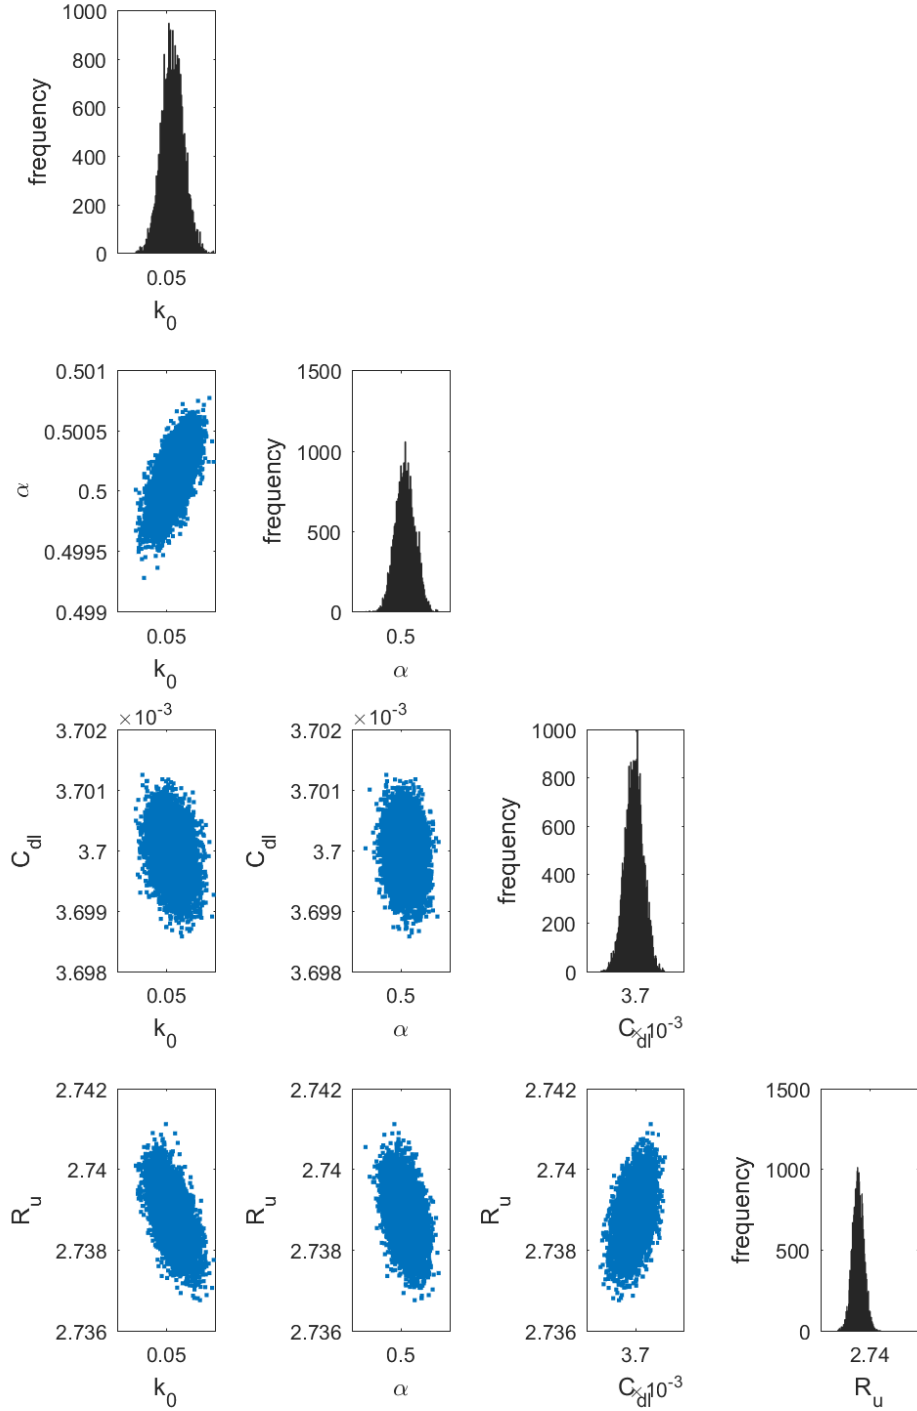 1000
800
600
400
200
0
frequency
0.05
k0
0.501
0.5005
0.5
0.4995
0.499
α
0.05
k0
1500
1000
500
0
frequency
0.5
α
×10-3
3.702
3.701
3.7
3.699
3.698
Cdl
0.05
k0
×10-3
3.702
3.701
3.7
3.699
3.698
Cdl
0.5
α
1000
800
600
400
200
0
frequency
3.7
Cdl ×10-3
2.742
2.74
2.738
2.736
Ru
0.05
k0
2.742
2.74
2.738
2.736
Ru
0.5
α
2.742
2.74
2.738
2.736
Ru
3.7
Cdl ×10-3
1500
1000
500
0
frequency
2.74
Ru